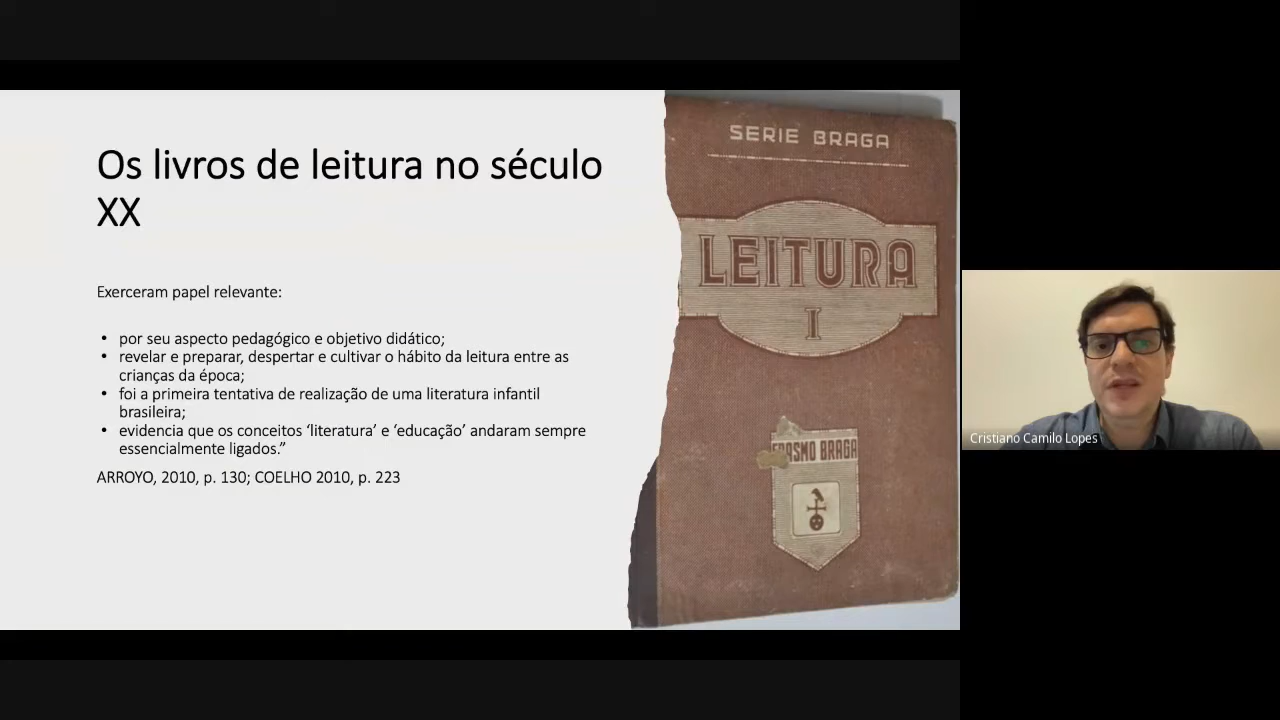 Os livros de leitura no século
XX
Exerceram papel relevante:
• por seu aspecto pedagógico e objetivo didático;
• revelar e preparar, despertar e cultivar o hábito da leitura entre as
crianças da época;
• foi a primeira tentativa de realização de uma literatura infantil
brasileira;
• evidencia que os conceitos ‘literatura’ e ‘educação’ andaram sempre
essencialmente ligados.”
ARROYO, 2010, p. 130; COELHO 2010, p. 223
SERIE BRAGA
LEITURA
I
ERASMO BRAGA
Cristiano Camilo Lopes